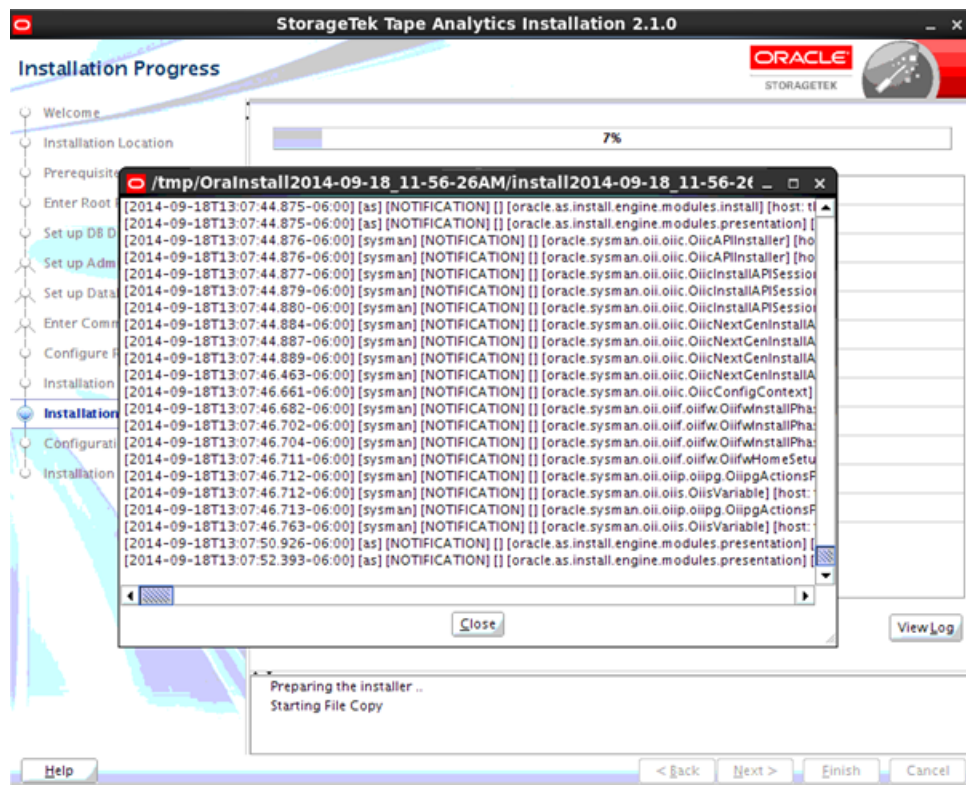 StorageTek Tape Analytics Installation 2.1.0
Installation Progress
ORACLE
STORAGETEK
Welcome
Installation Location
7%
Prerequisite
Enter Root
Set up DB D
Set up Adm
Set up Data
Enter Comm
Configure
Installation
Installation
Configurati
Installation
/tmp/OraInstall2014-09-18_11-56-26AM/install2014-09-18_11-56-26
[2014-09-18T13:07:44.875-06:00] [as] [NOTIFICATION] [] [oracle.as.install.engine.modules.install] [host:
[2014-09-18T13:07:44.875-06:00] [as] [NOTIFICATION] [] [oracle.as.install.engine.modules.presentation] [
[2014-09-18T13:07:44.876-06:00] [sysman] [NOTIFICATION] [] [oracle.sysman.oii.oiic.OiicAPIInstaller] [ho
[2014-09-18T13:07:44.876-06:00] [sysman] [NOTIFICATION] [] [oracle.sysman.oii.oiic.OiicAPIInstaller] [ho
[2014-09-18T13:07:44.877-06:00] [sysman] [NOTIFICATION] [] [oracle.sysman.oii.oiic.OiicInstallAPISession
[2014-09-18T13:07:44.879-06:00] [sysman] [NOTIFICATION] [] [oracle.sysman.oii.oiic.OiicInstallAPISession
[2014-09-18T13:07:44.880-06:00] [sysman] [NOTIFICATION] [] [oracle.sysman.oii.oiic.OiicInstallAPISession
[2014-09-18T13:07:44.884-06:00] [sysman] [NOTIFICATION] [] [oracle.sysman.oii.oiic.OiicNextGenInstallA
[2014-09-18T13:07:44.887-06:00] [sysman] [NOTIFICATION] [] [oracle.sysman.oii.oiic.OiicNextGenInstallA
[2014-09-18T13:07:44.889-06:00] [sysman] [NOTIFICATION] [] [oracle.sysman.oii.oiic.OiicNextGenInstallA
[2014-09-18T13:07:46.463-06:00] [sysman] [NOTIFICATION] [] [oracle.sysman.oii.oiic.OiicNextGenInstallA
[2014-09-18T13:07:46.661-06:00] [sysman] [NOTIFICATION] [] [oracle.sysman.oii.oiic.OiicConfigContext]
[2014-09-18T13:07:46.682-06:00] [sysman] [NOTIFICATION] [] [oracle.sysman.oii.oiif.oiifw.OiifwInstallPha
[2014-09-18T13:07:46.702-06:00] [sysman] [NOTIFICATION] [] [oracle.sysman.oii.oiif.oiifw.OiifwInstallPha
[2014-09-18T13:07:46.704-06:00] [sysman] [NOTIFICATION] [] [oracle.sysman.oii.oiif.oiifw.OiifwInstallPha
[2014-09-18T13:07:46.711-06:00] [sysman] [NOTIFICATION] [] [oracle.sysman.oii.oiif.oiifw.OiifwHomeSetu
[2014-09-18T13:07:46.712-06:00] [sysman] [NOTIFICATION] [] [oracle.sysman.oii.oiip.oiipg.OiipgActionsP
[2014-09-18T13:07:46.712-06:00] [sysman] [NOTIFICATION] [] [oracle.sysman.oii.oiis.OiisVariable] [host:
[2014-09-18T13:07:46.713-06:00] [sysman] [NOTIFICATION] [] [oracle.sysman.oii.oiip.oiipg.OiipgActionsP
[2014-09-18T13:07:46.763-06:00] [sysman] [NOTIFICATION] [] [oracle.sysman.oii.oiis.OiisVariable] [host:
[2014-09-18T13:07:50.926-06:00] [as] [NOTIFICATION] [] [oracle.as.install.engine.modules.presentation] [
[2014-09-18T13:07:52.393-06:00] [as] [NOTIFICATION] [] [oracle.as.install.engine.modules.presentation] [
Close
View Log
Preparing the installer ..
Starting File Copy
Help
< Back
Next >
Finish
Cancel